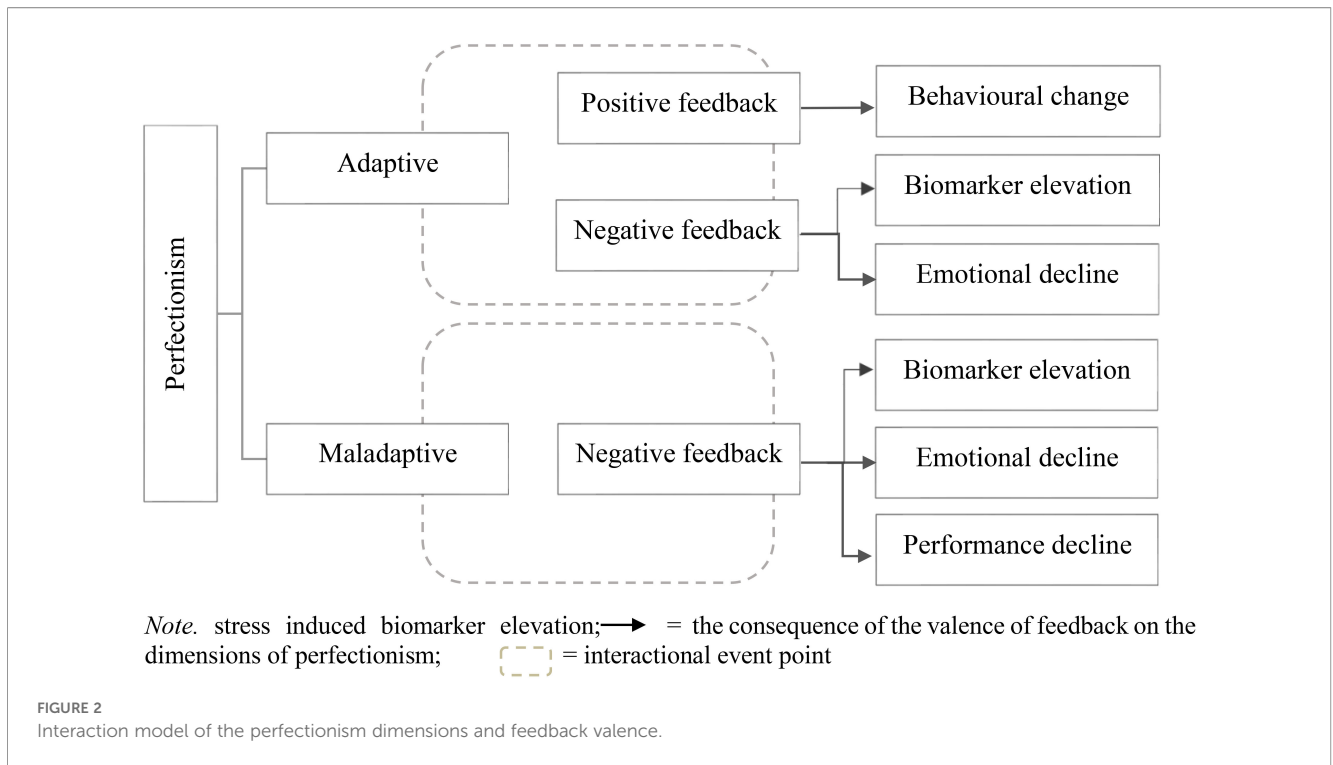 Perfectionism
Adaptive
Positive feedback
Behavioural change
Negative feedback
Biomarker elevation
Emotional decline
Maladaptive
Negative feedback
Biomarker elevation
Emotional decline
Performance decline
Note. stress induced biomarker elevation; = the consequence of the valence of feedback on the
dimensions of perfectionism; = interactional event point
FIGURE 2
Interaction model of the perfectionism dimensions and feedback valence.